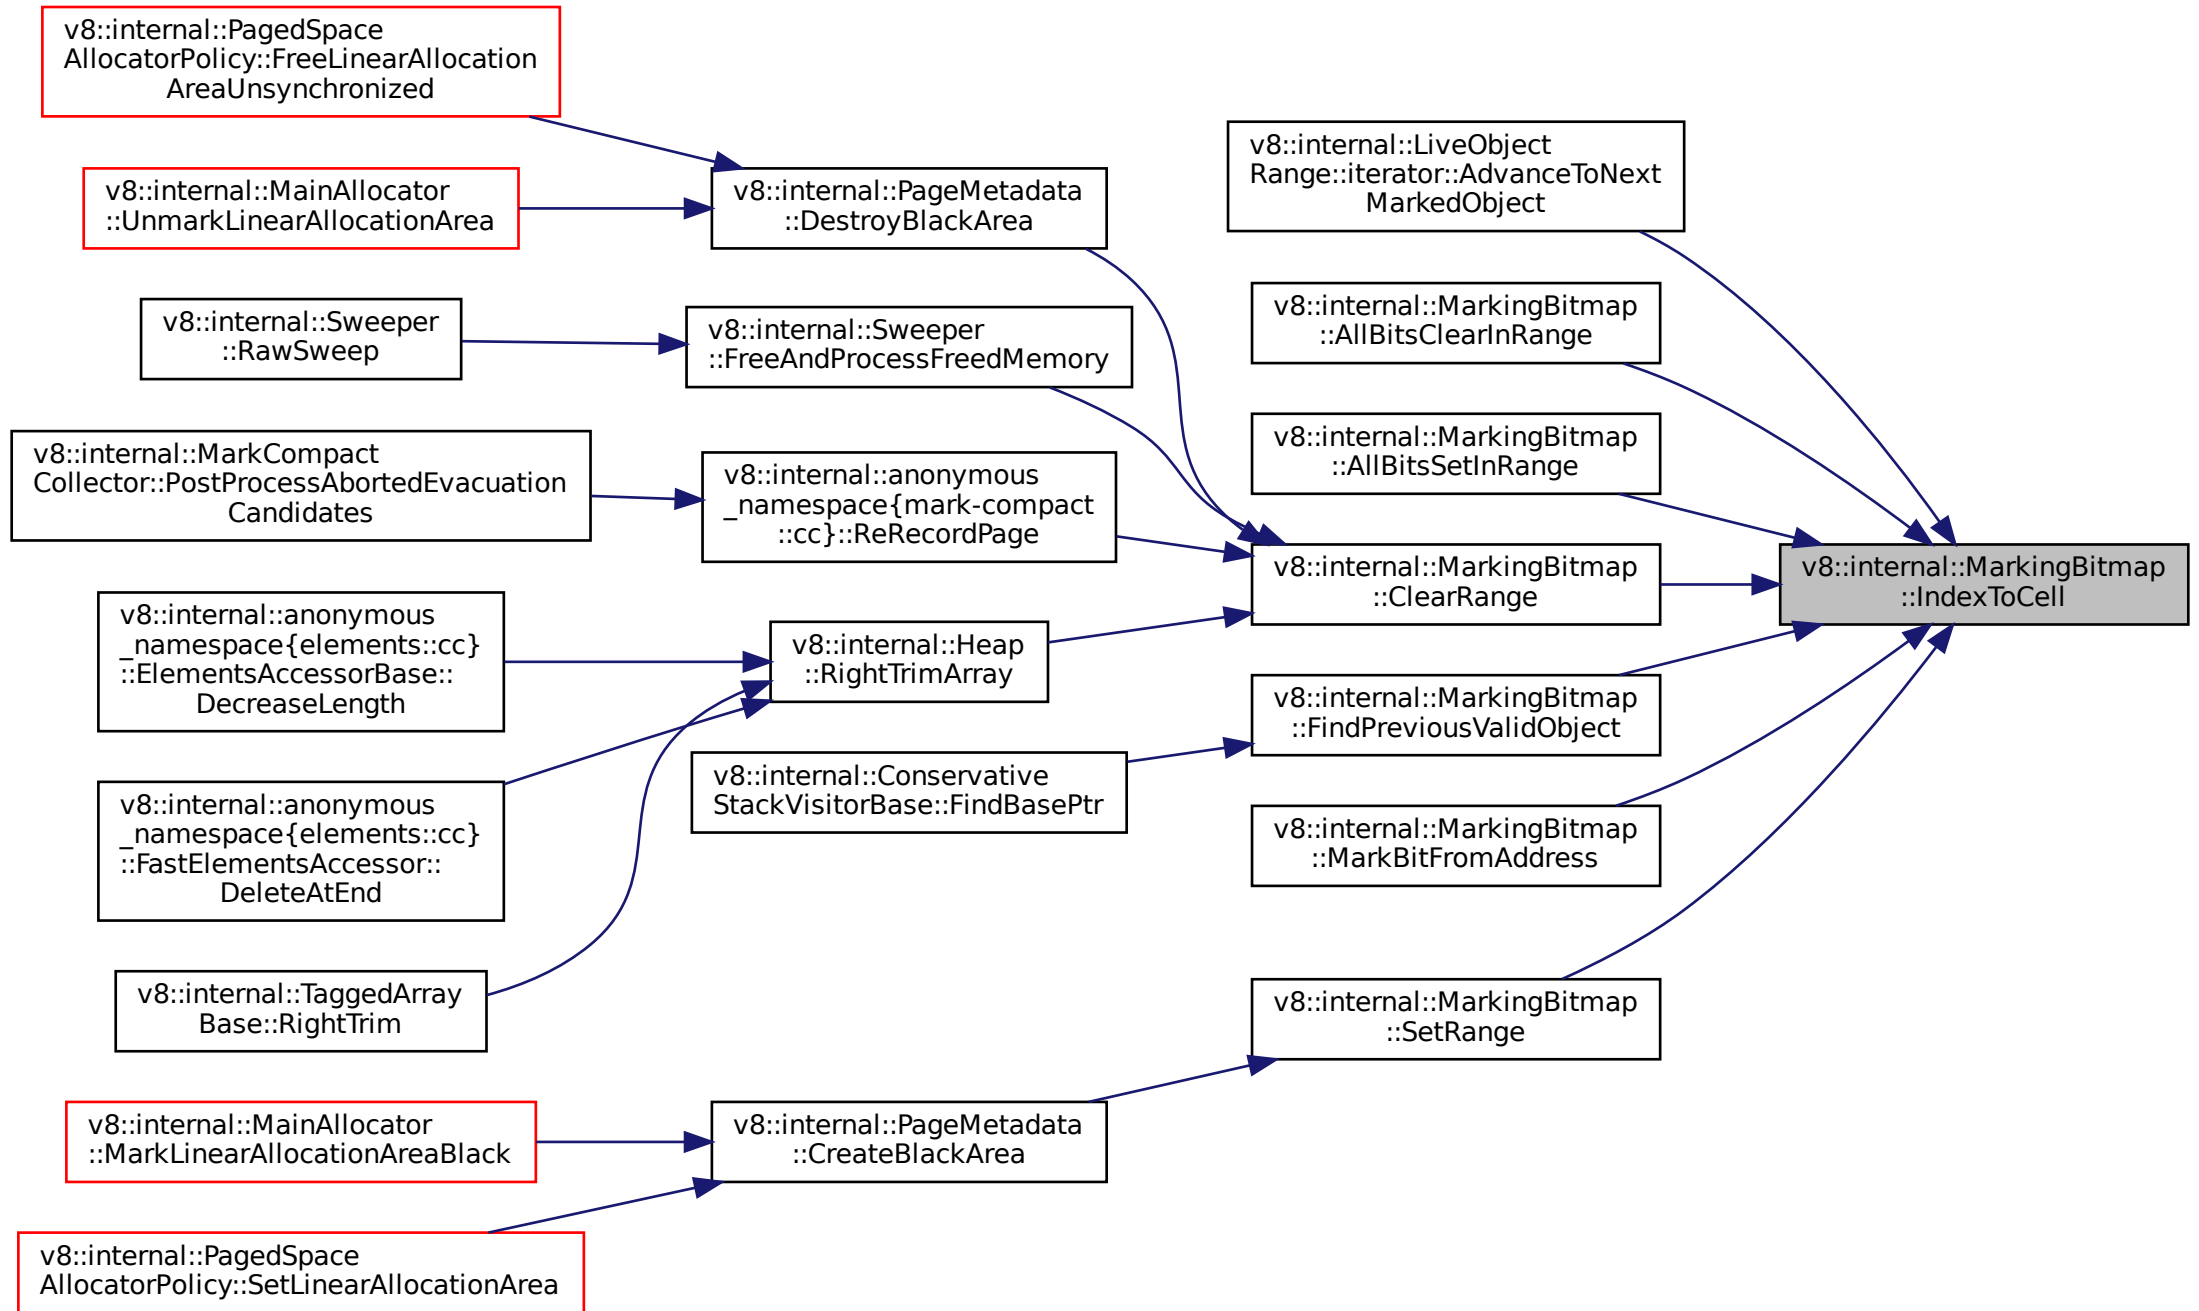 v8::internal::PagedSpace
AllocatorPolicy::FreeLinearAllocation
AreaUnsynchronized
v8::internal::MainAllocator
::UnmarkLinearAllocationArea
v8::internal::Sweeper
::RawSweep
v8::internal::MarkCompact
Collector::PostProcessAbortedEvacuation
Candidates
v8::internal::anonymous
_namespace{elements::cc}
::ElementsAccessorBase::
DecreaseLength
v8::internal::anonymous
_namespace{elements::cc}
::FastElementsAccessor::
DeleteAtEnd
v8::internal::TaggedArray
Base::RightTrim
v8::internal::MainAllocator
::MarkLinearAllocationAreaBlack
v8::internal::PagedSpace
AllocatorPolicy::SetLinearAllocationArea
v8::internal::PageMetadata
::DestroyBlackArea
v8::internal::Sweeper
::FreeAndProcessFreedMemory
v8::internal::anonymous
_namespace{mark-compact
::cc}::ReRecordPage
v8::internal::Heap
::RightTrimArray
v8::internal::Conservative
StackVisitorBase::FindBasePtr
v8::internal::PageMetadata
::CreateBlackArea
v8::internal::LiveObject
Range::iterator::AdvanceToNext
MarkedObject
v8::internal::MarkingBitmap
::AllBitsClearInRange
v8::internal::MarkingBitmap
::AllBitsSetInRange
v8::internal::MarkingBitmap
::ClearRange
v8::internal::MarkingBitmap
::FindPreviousValidObject
v8::internal::MarkingBitmap
::MarkBitFromAddress
v8::internal::MarkingBitmap
::SetRange
v8::internal::MarkingBitmap
::IndexToCell